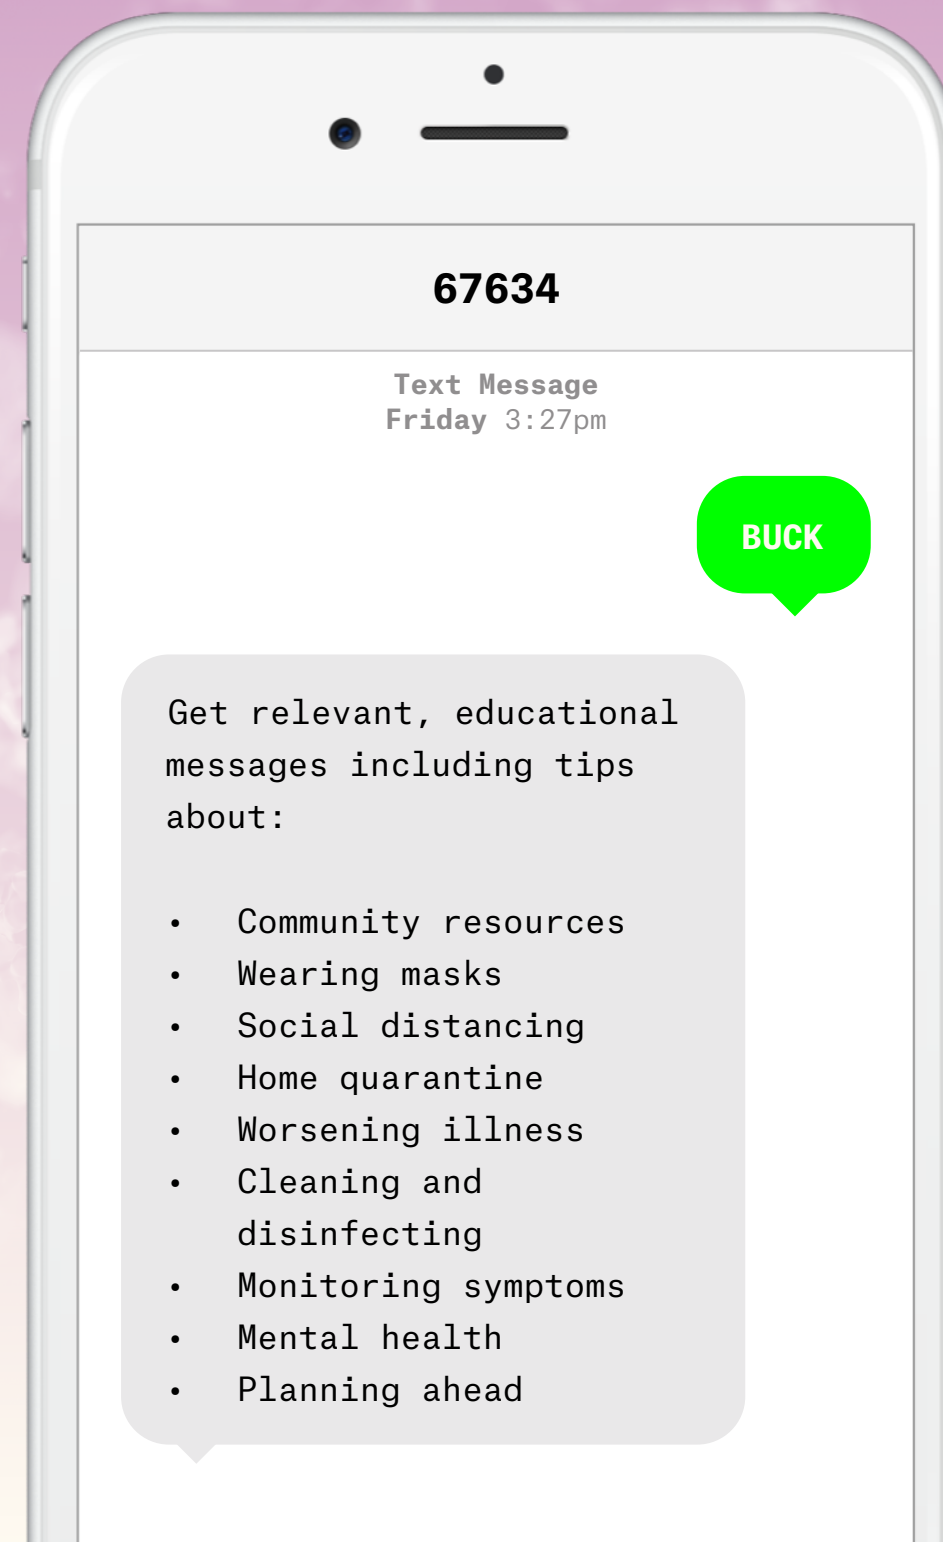 67634
Text Message
Friday 3:27pm
BUCK
Get relevant, educational
messages including tips
about:
• Community resources
• Wearing masks
• Social distancing
• Home quarantine
• Worsening illness
• Cleaning and
disinfecting
• Monitoring symptoms
• Mental health
• Planning ahead